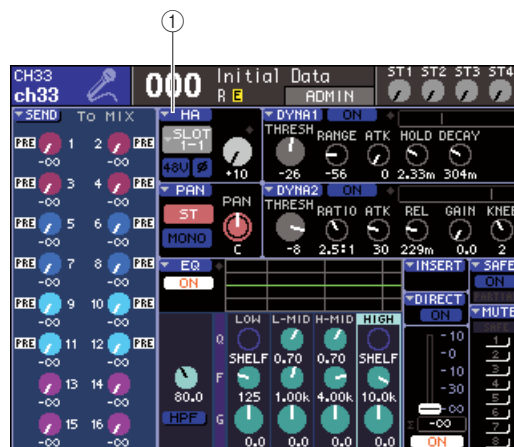 1
CH33
ch33
000
Initial Data
R E
ADMIN
ST1 ST2 ST3 ST4
SEND To MIX
PRE 1 2 PRE
-∞ -∞
PRE 3 4 PRE
-∞ -∞
PRE 5 6 PRE
-∞ -∞
PRE 7 8 PRE
-∞ -∞
PRE 9 10 PRE
-∞ -∞
PRE 11 12 PRE
-∞ -∞
13 14
-∞ -∞
15 16
-∞ -∞
HA
SLOT
1-1
48V Ø
+10
PAN
ST
PAN
MONO
C
DYNA1 ON
THRESH RANGE ATK HOLD DECAY
-26 -56 0 2.33m 304m
DYNA2 ON
THRESH RATIO ATK REL GAIN KNEE
-8 2.5:1 30 229m 0.0 2
EQ
ON
LOW L-MID H-MID HIGH
Q
SHELF 0.70 0.70 SHELF
F
80.0
125 1.00k 4.00k 10.0k
HPF
G
0.0 0.0 0.0 0.0
INSERT
DIRECT
ON
-10
-0
-10
-30
-∞
-∞
ON
SAFE
ON
MUTE
SAFE
1
2
3
4
5
6
7
8